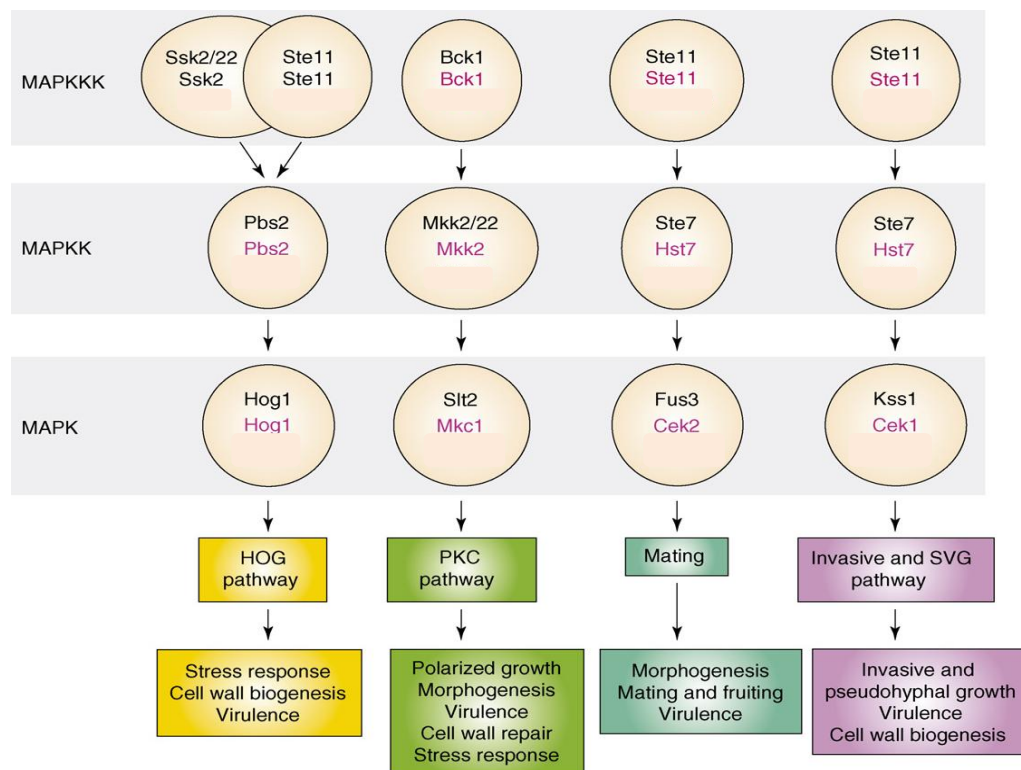 MAPKKK
Ssk2/22
Ssk2
Ste11
Ste11
Bck1
Bck1
Ste11
Ste11
Ste11
Ste11
MAPKK
Pbs2
Pbs2
Mkk2/22
Mkk2
Ste7
Hst7
Ste7
Hst7
MAPK
Hog1
Hog1
Slt2
Mkc1
Fus3
Cek2
Kss1
Cek1
HOG
pathway
PKC
pathway
Mating
Invasive and SVG
pathway
Stress response
Cell wall biogenesis
Virulence
Polarized growth
Morphogenesis
Virulence
Cell wall repair
Stress response
Morphogenesis
Mating and fruiting
Virulence
Invasive and
pseudohyphal growth
Virulence
Cell wall biogenesis